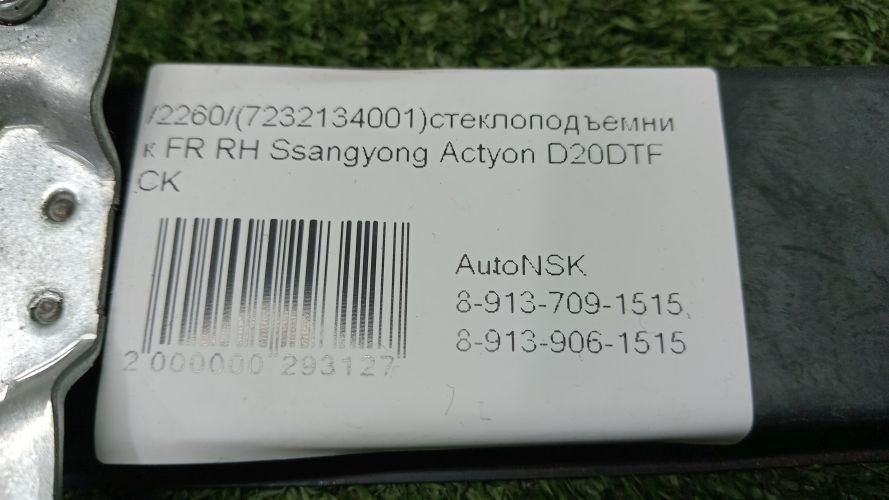 /2260/(7232134001)стеклоподъемни
к FR RH Ssangyong Actyon D20DTF
CK
AutoNSK
8-913-709-1515,
8-913-906-1515
2 000000 293127